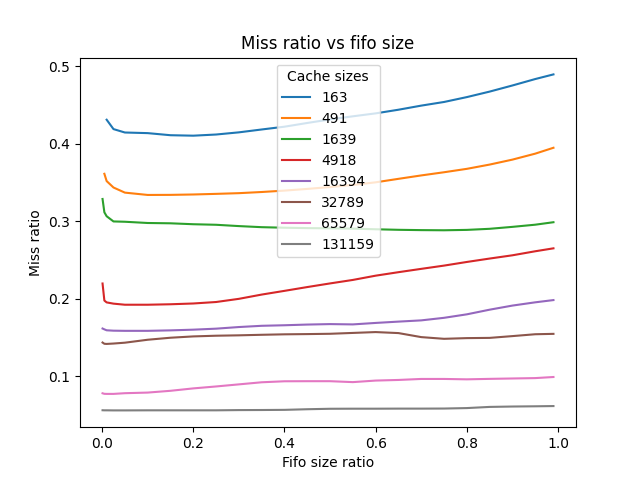 Miss ratio vs fifo size
Cache sizes
163
491
1639
4918
16394
32789
65579
131159
0.5
0.4
0.3
0.2
0.1
Miss ratio
0.0 0.2 0.4 0.6 0.8 1.0
Fifo size ratio